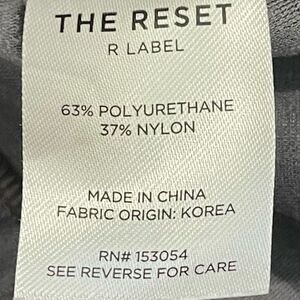 THE RESET
R LABEL
63% POLYURETHANE
37% NYLON
MADE IN CHINA
FABRIC ORIGIN: KOREA
RN# 153054
SEE REVERSE FOR CARE